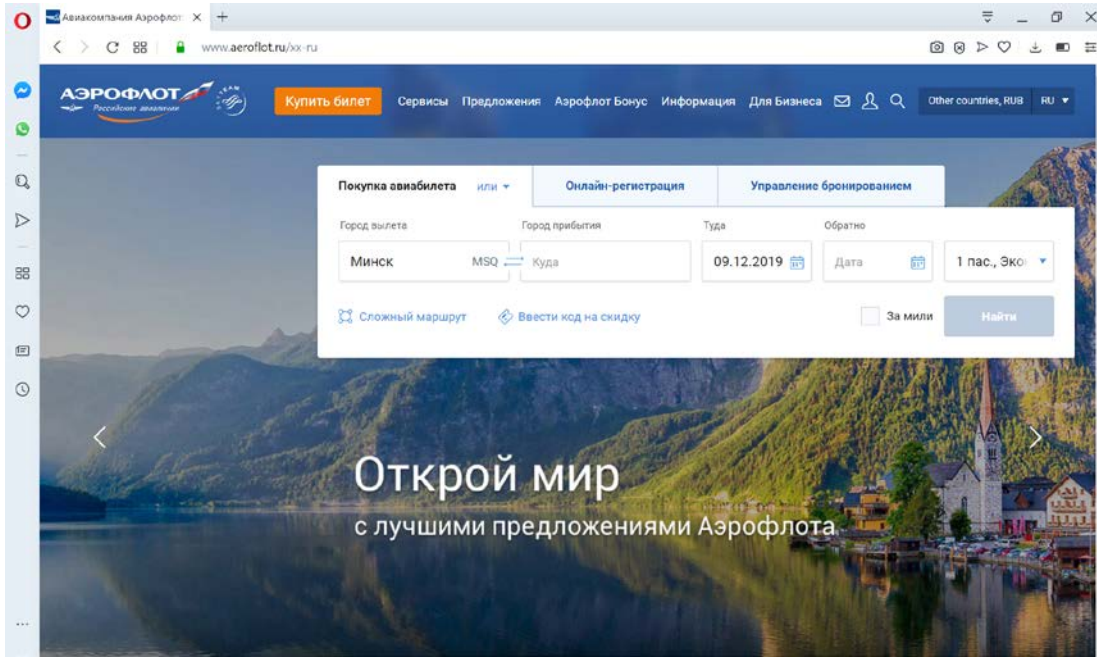 Авиакомпания Аэрофлот
www.aeroflot.ru/xx-ru
АЭРОФЛОТ
Российские авиалинии
Купить билет Сервисы Предложения Аэрофлот Бонус Информация Для Бизнеса Other countries, RUB RU
Покупка авиабилета или Онлайн-регистрация Управление бронированием
Город вылета Город прибытия Туда Обратно
Минск MSQ Куда 09.12.2019 Дата 1 пас., Эко
Сложный маршрут Ввести код на скидку За мили Найти
Открой мир
с лучшими предложениями Аэрофлота